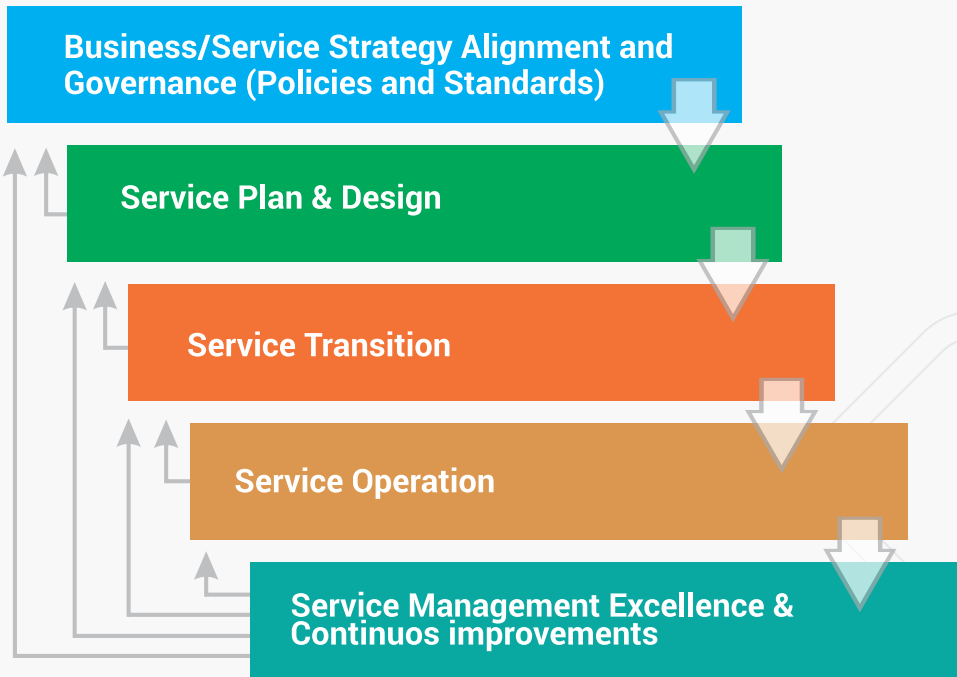 Business/Service Strategy Alignment and
Governance (Policies and Standards)
Service Plan & Design
Service Transition
Service Operation
Service Management Excellence &
Continuos improvements